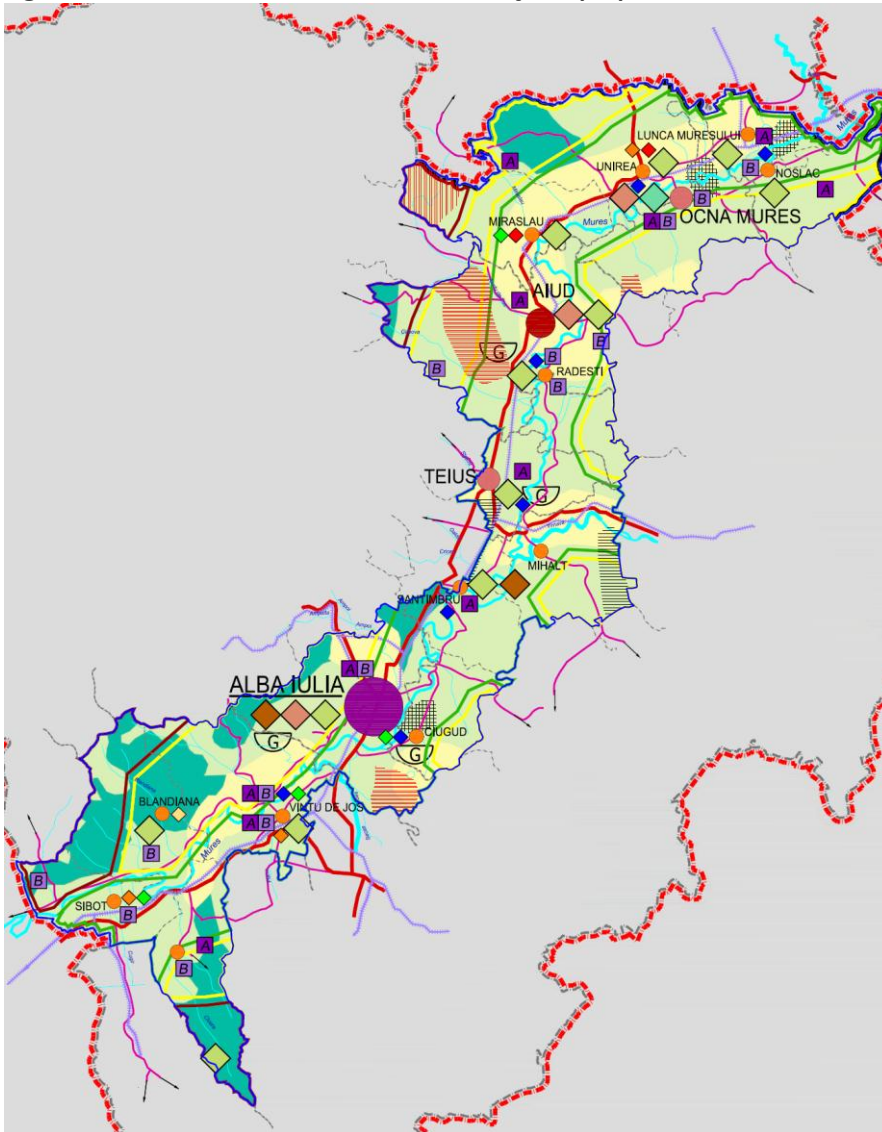 LUNCA MURESULUI
A
Mures
A
UNIREA
B
NOSLAC
A
B
OCNA MURES
A B
Mures
MIRASLAU
A
AIUD
B
G
B
B
RADESTI
B
TEIUS
A
G
MIHALT
SANTIMBRU
A
A B
ALBA IULIA
G
CIUGUD
G
A B
BLANDIANA
A B
VINTU DE JOS
B
Mures
B
SIBOT
B
A
B